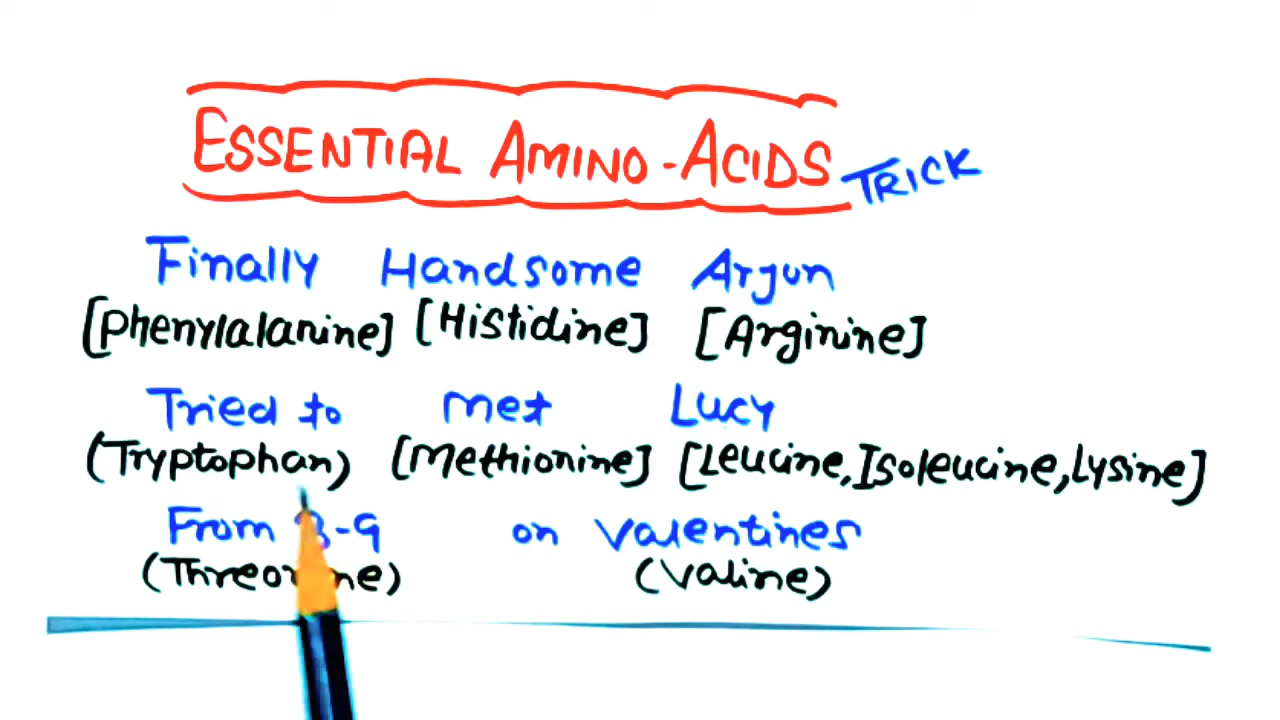 ESSENTIAL AMINO-ACIDS TRICK
Finally Handsome Arjun
[Phenylalanine] [Histidine] [Arginine]
Tried to Met Lucy
(Tryptophan) [Methionine] [Leucine, Isoleucine, Lysine]
From on Valentines
(Threonine) (Valine)